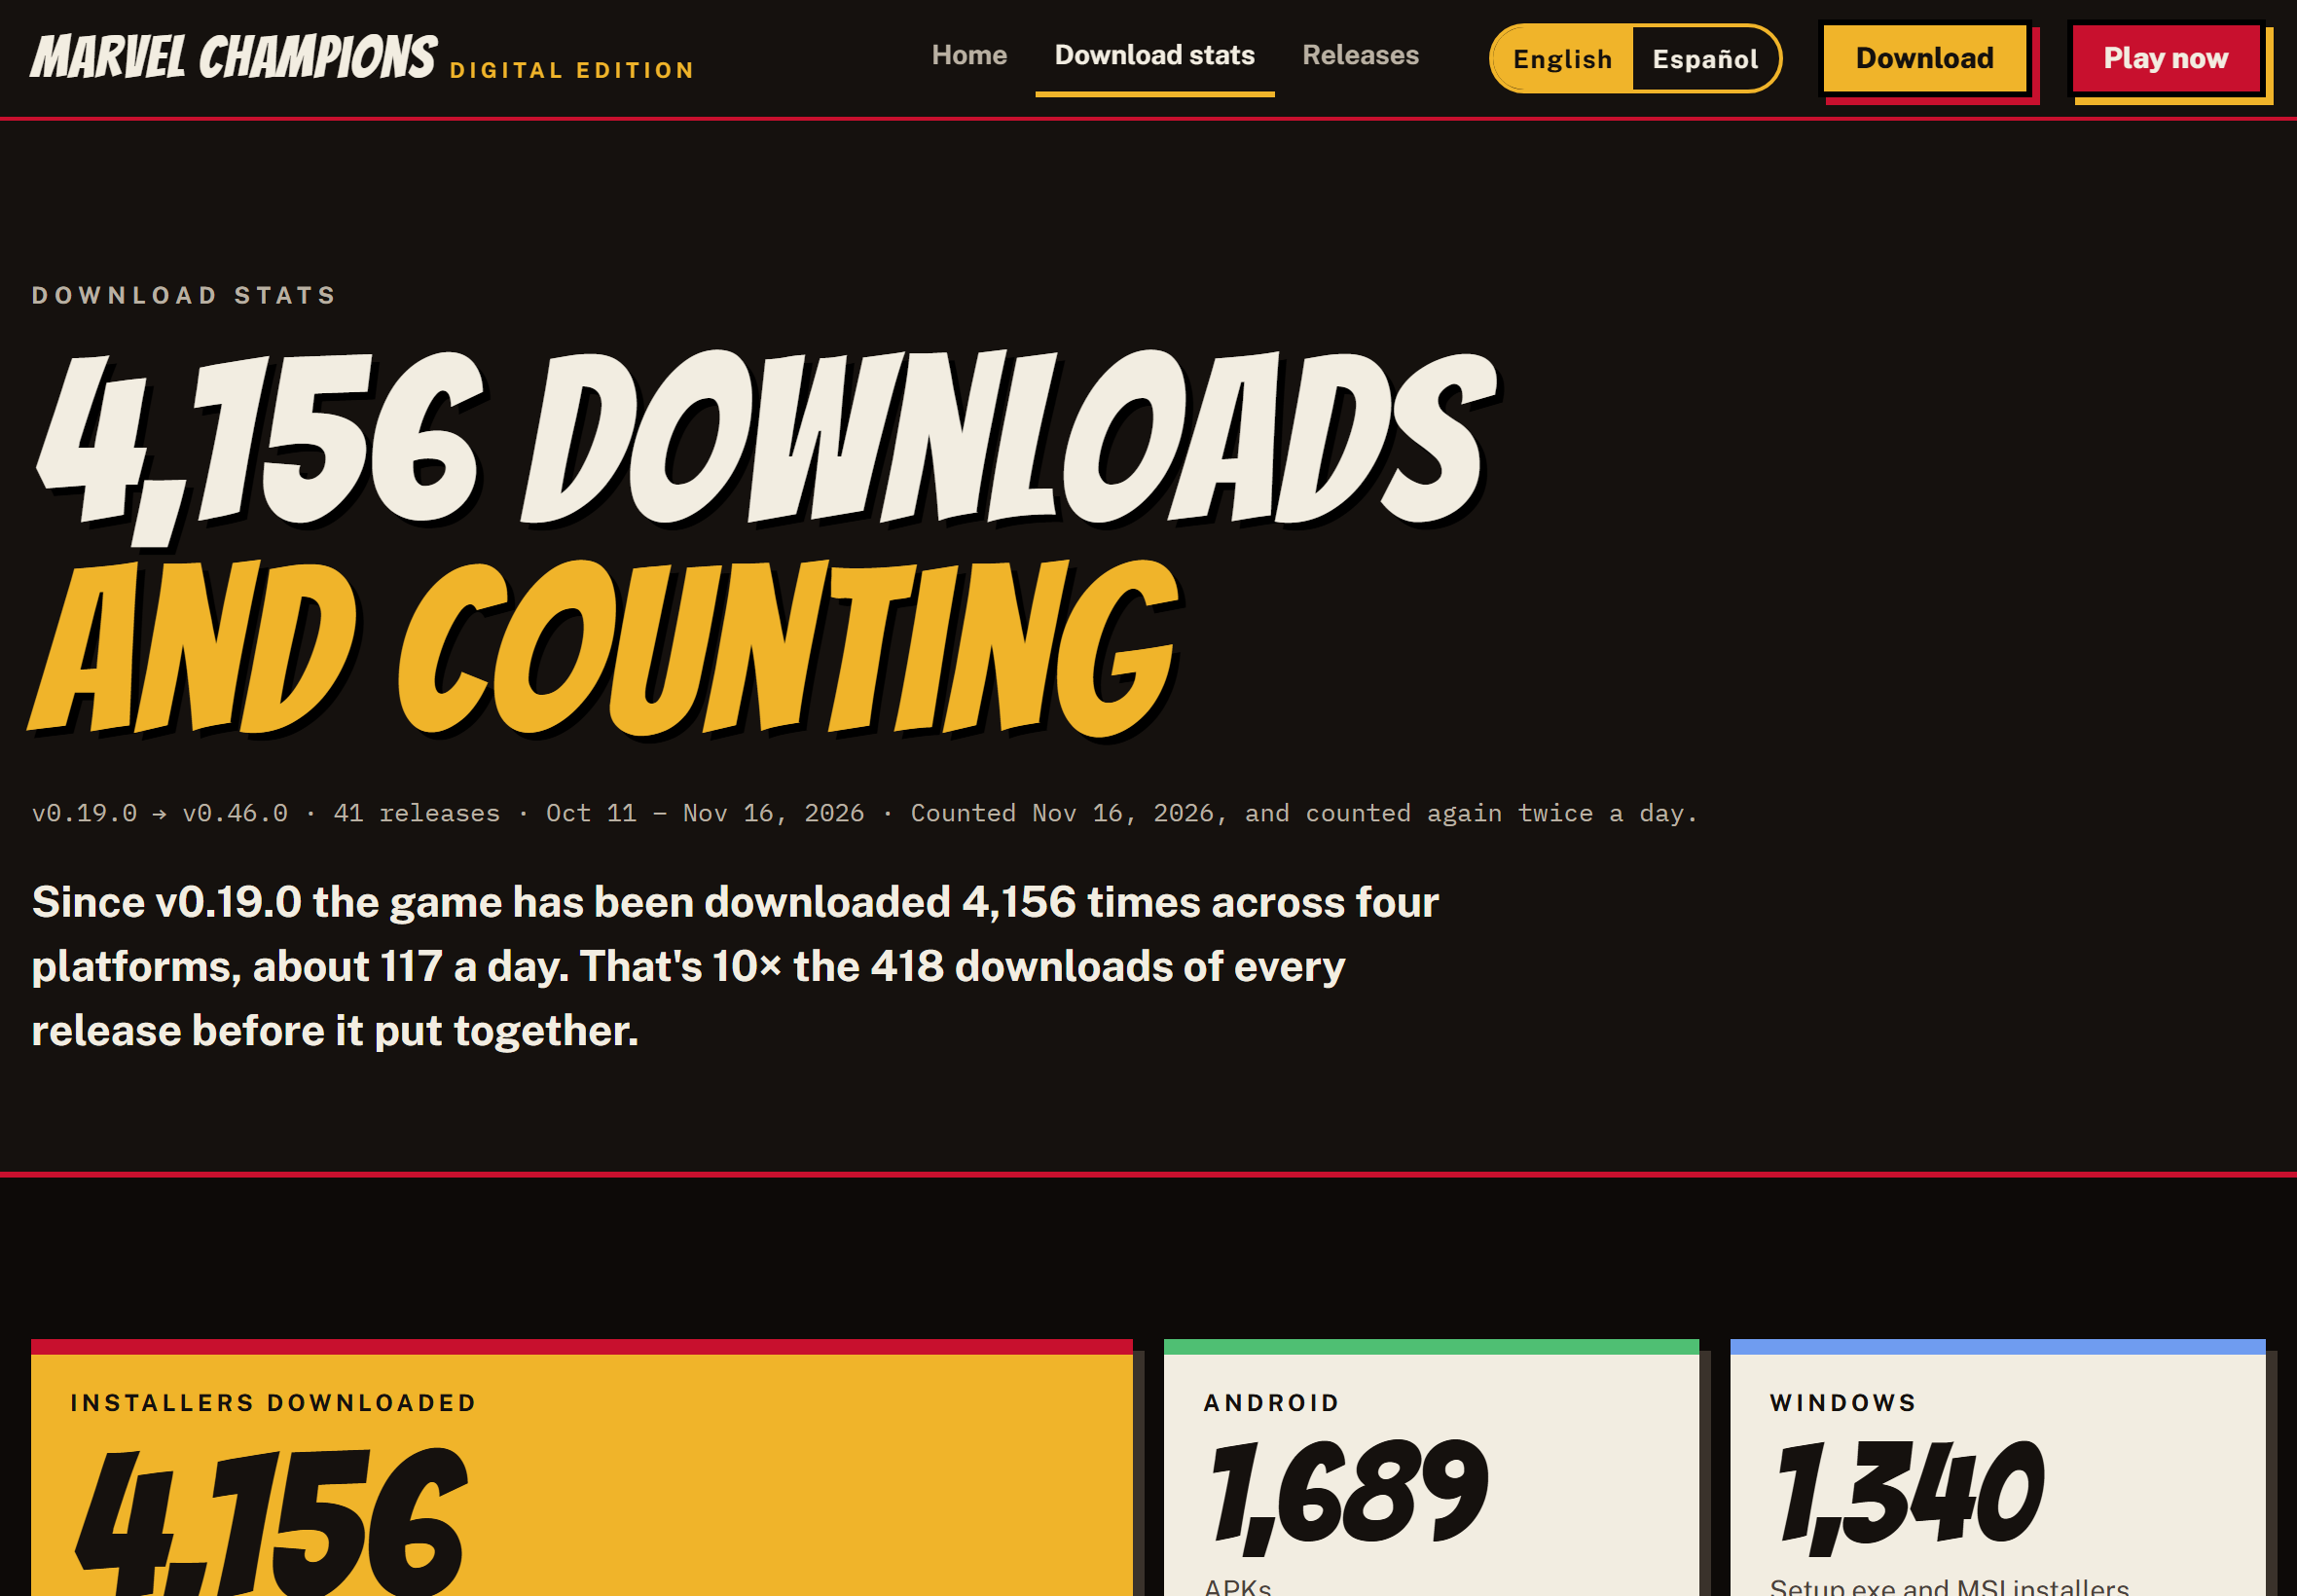 MARVEL CHAMPIONS DIGITAL EDITION
Home Download stats Releases English Español Download Play now
DOWNLOAD STATS
4,156 DOWNLOADS
AND COUNTING
v0.19.0 → v0.46.0 · 41 releases · Oct 11 – Nov 16, 2026 · Counted Nov 16, 2026, and counted again twice a day.
Since v0.19.0 the game has been downloaded 4,156 times across four
platforms, about 117 a day. That's 10× the 418 downloads of every
release before it put together.
INSTALLERS DOWNLOADED
4,156
ANDROID
1,689
APKs
WINDOWS
1,340
Setup exe and MSI installers